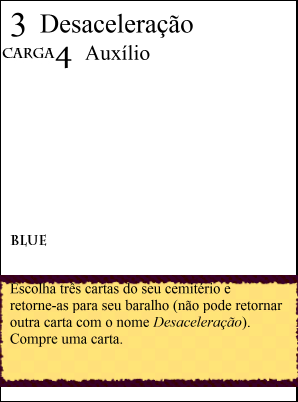 3 Desaceleração
CARGA 4 Auxílio
BLUE
Escolha três cartas do seu cemitério e
retorne-as para seu baralho (não pode retornar
outra carta com o nome Desaceleração).
Compre uma carta.